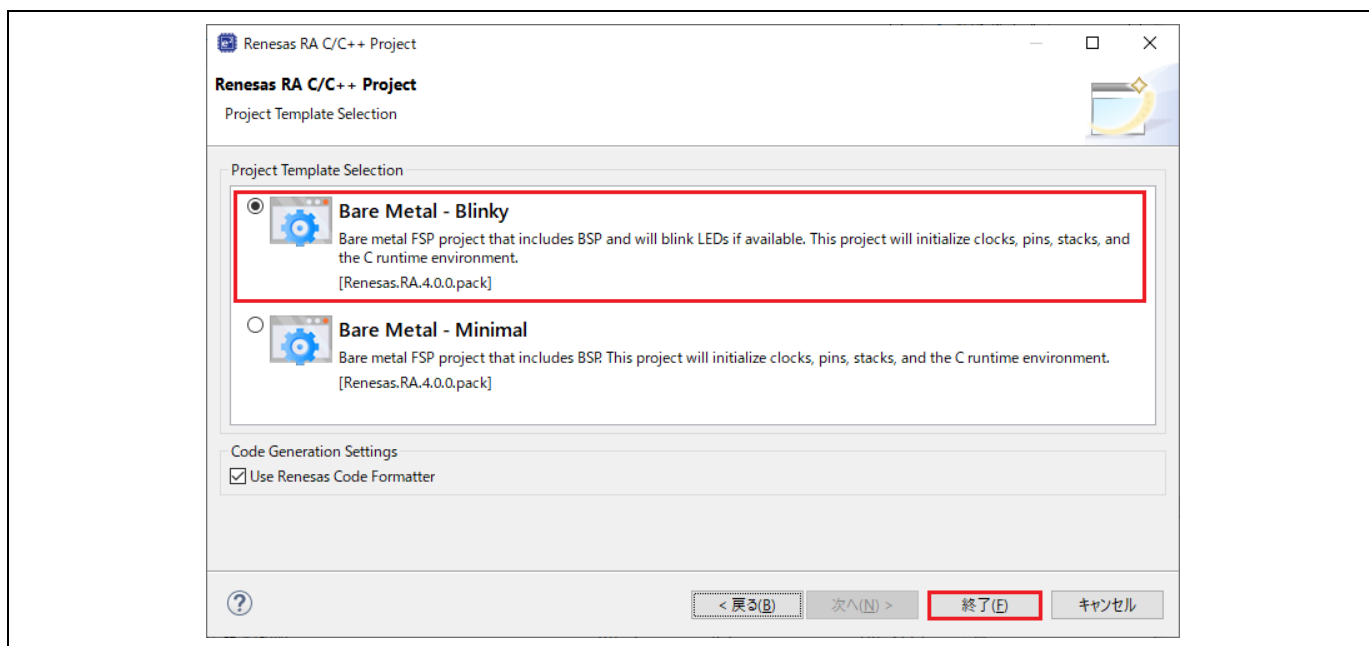 Renesas RA C/C++ Project
Renesas RA C/C++ Project
Project Template Selection
Project Template Selection
Bare Metal - Blinky
Bare metal FSP project that includes BSP and will blink LEDs if available. This project will initialize clocks, pins, stacks, and
the C runtime environment.
[Renesas.RA.4.0.0.pack]
Bare Metal - Minimal
Bare metal FSP project that includes BSP. This project will initialize clocks, pins, stacks, and the C runtime environment.
[Renesas.RA.4.0.0.pack]
Code Generation Settings
Use Renesas Code Formatter
< 戻る(B) 次へ(N) > 終了(F) キャンセル